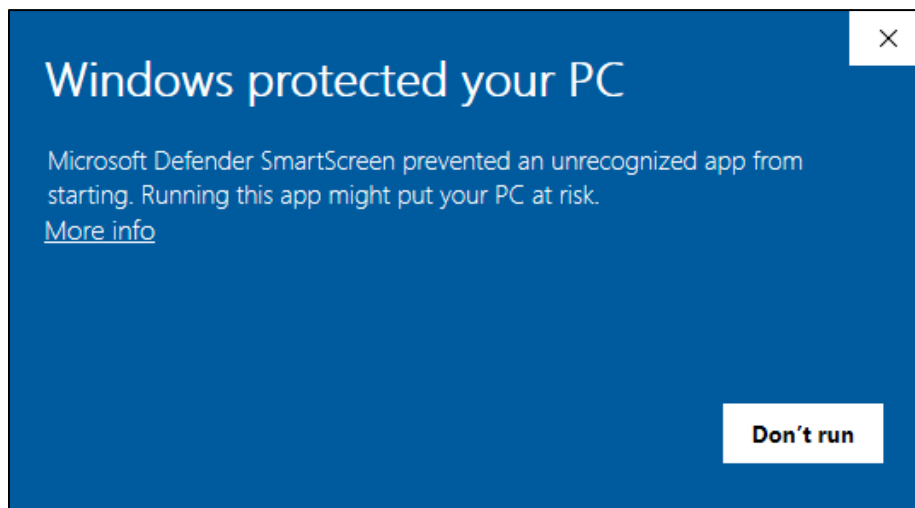 Windows protected your PC
Microsoft Defender SmartScreen prevented an unrecognized app from
starting. Running this app might put your PC at risk.
More info
Don’t run